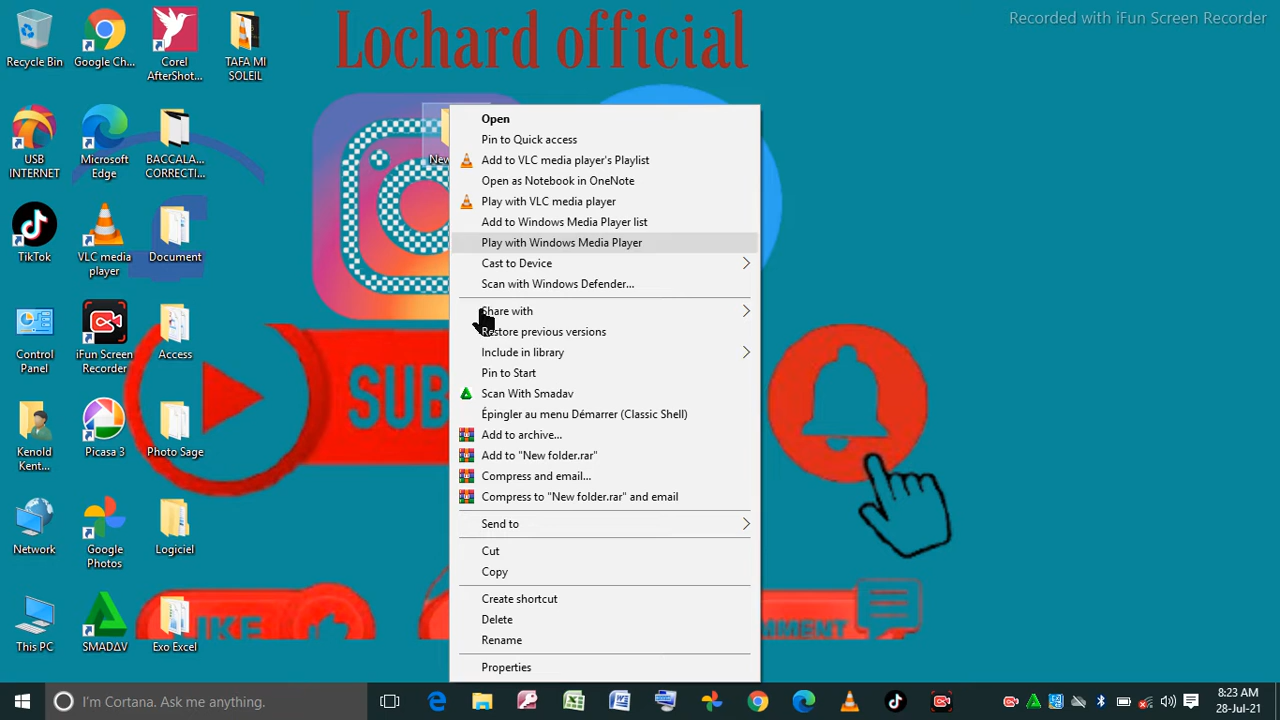 Recorded with iFun Screen Recorder
Lochard official
Recycle Bin
Google Ch...
Corel
AfterShot...
TAFA MI
SOLEIL
USB
INTERNET
Microsoft
Edge
BACCALA...
CORRECTI...
New
TikTok
VLC media
player
Document
Control
Panel
iFun Screen
Recorder
Access
Kenold
Kent...
Picasa 3
Photo Sage
Network
Google
Photos
Logiciel
This PC
SMADΔV
Exo Excel
Open
Pin to Quick access
Add to VLC media player's Playlist
Open as Notebook in OneNote
Play with VLC media player
Add to Windows Media Player list
Play with Windows Media Player
Cast to Device
Scan with Windows Defender...
Share with
Restore previous versions
Include in library
Pin to Start
Scan With Smadav
Épingler au menu Démarrer (Classic Shell)
Add to archive...
Add to "New folder.rar"
Compress and email...
Compress to "New folder.rar" and email
Send to
Cut
Copy
Create shortcut
Delete
Rename
Properties
SUB
LIKE
MMENT
I'm Cortana. Ask me anything.
8:23 AM
28-Jul-21